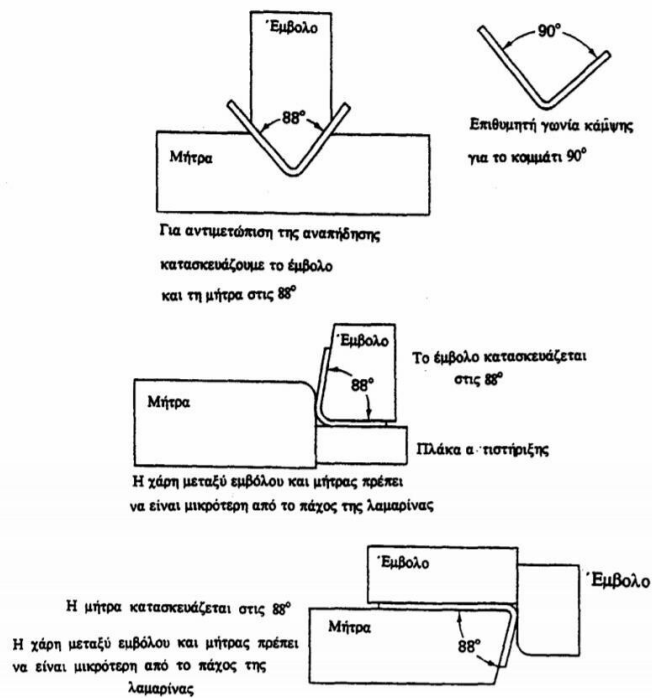 Έμβολο
88°
Μήτρα
90°
Επιθυμητή γωνία κάμψης
για το κομμάτι 90°
Για αντιμετώπιση της αναπήδησης
κατασκευάζουμε το έμβολο
και τη μήτρα στις 88°
Έμβολο
88°
Μήτρα
Το έμβολο κατασκευάζεται
στις 88°
Πλάκα α τιστήριξης
Η χάρη μεταξύ εμβόλου και μήτρας πρέπει
να είναι μικρότερη από το πάχος της λαμαρίνας
Έμβολο
Έμβολο
Μήτρα
88°
Η μήτρα κατασκευάζεται στις 88°
Η χάρη μεταξύ εμβόλου και μήτρας πρέπει
να είναι μικρότερη από το πάχος της
λαμαρίνας